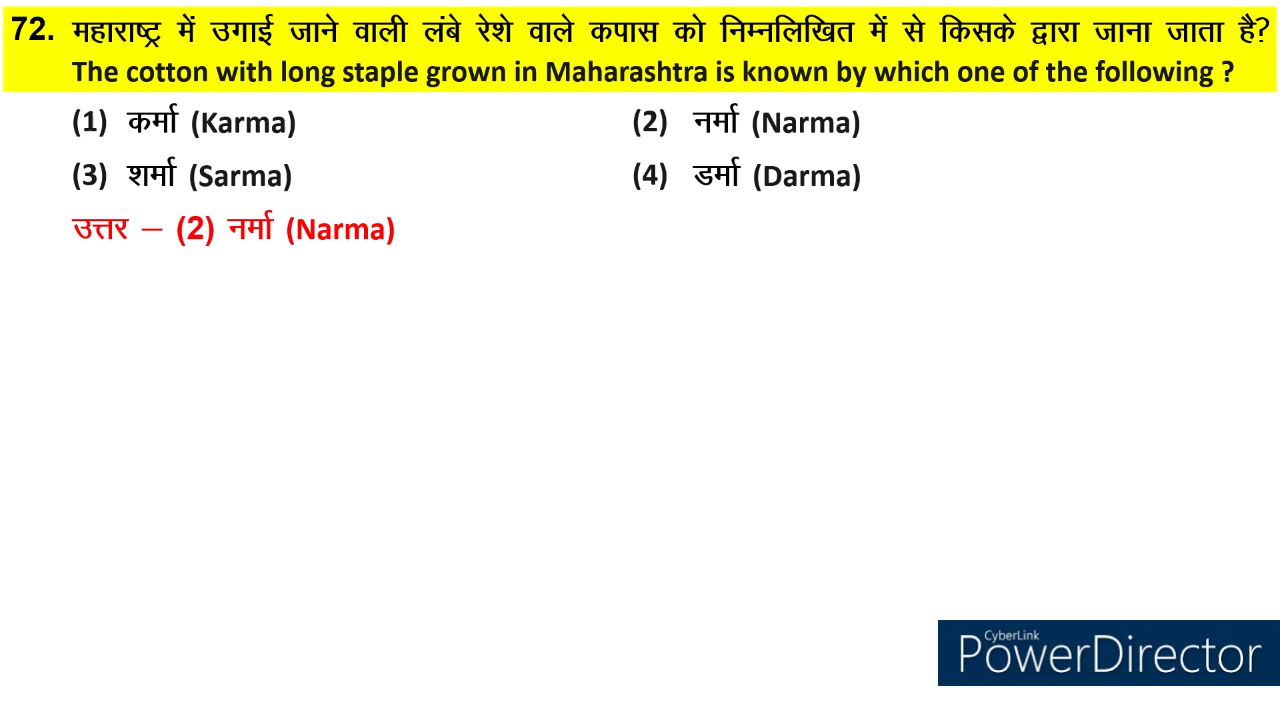 72. महाराष्ट्र में उगाई जाने वाली लंबे रेशे वाले कपास को निम्नलिखित में से किसके द्वारा जाना जाता है?
The cotton with long staple grown in Maharashtra is known by which one of the following ?
(1) कर्मा (Karma) (2) नर्मा (Narma)
(3) शर्मा (Sarma) (4) डर्मा (Darma)
उत्तर – (2) नर्मा (Narma)
CyberLink
PowerDirector